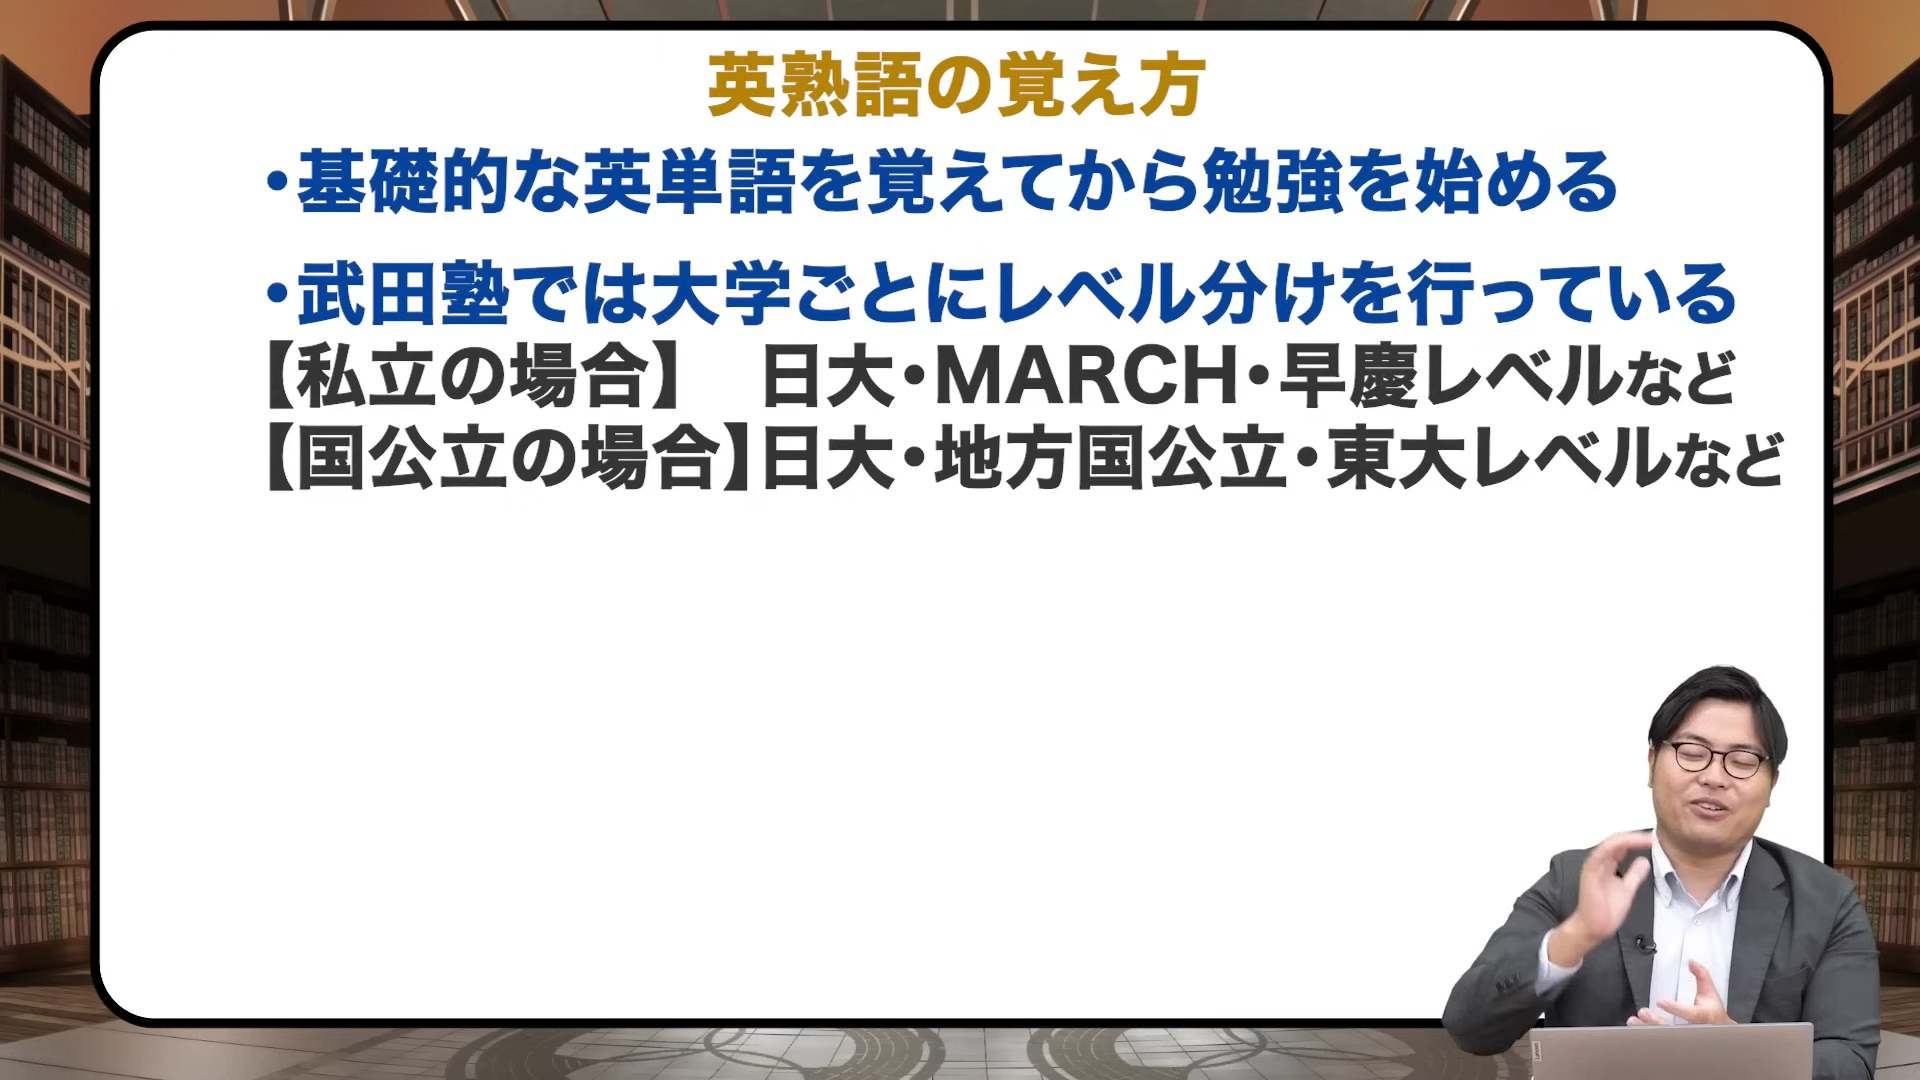 英熟語の覚え方
・基礎的な英単語を覚えてから勉強を始める
・武田塾では大学ごとにレベル分けを行っている
【私立の場合】　日大・MARCH・早慶レベルなど
【国公立の場合】日大・地方国公立・東大レベルなど